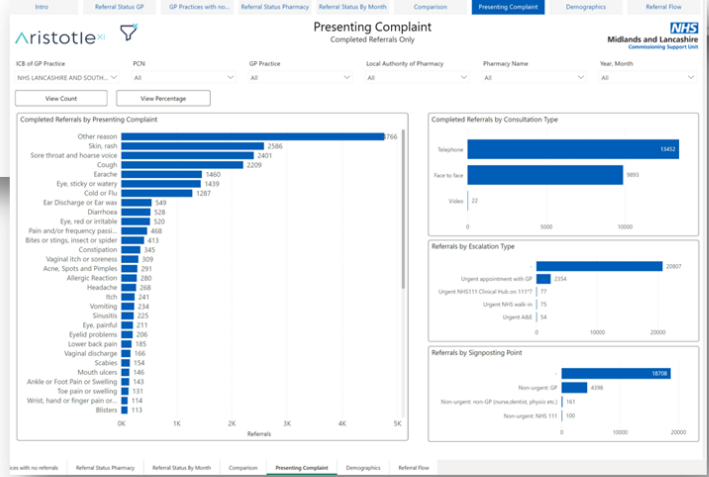 Intro Referral Status GP GP Practices with no... Referral Status Pharmacy Referral Status By Month Comparison Presenting Complaint Demographics Referral Flow
Aristotle xi
Presenting Complaint
Completed Referrals Only
NHS
Midlands and Lancashire
Commissioning Support Unit
ICB of GP Practice PCN GP Practice Local Authority of Pharmacy Pharmacy Name Year, Month
NHS LANCASHIRE AND SOUTH... All All All All All
View Count View Percentage
Completed Referrals by Presenting Complaint
Other reason 4766
Skin, rash 2586
Sore throat and hoarse voice 2401
Cough 2209
Earache 1460
Eye, sticky or watery 1439
Cold or Flu 1287
Ear Discharge or Ear wax 549
Diarrhoea 528
Eye, red or irritable 520
Pain and/or frequency passi... 468
Bites or stings, insect or spider 413
Constipation 345
Vaginal itch or soreness 309
Acne, Spots and Pimples 291
Allergic Reaction 280
Headache 268
Itch 241
Vomiting 234
Sinusitis 225
Eye, painful 211
Eyelid problems 206
Lower back pain 185
Vaginal discharge 166
Scabies 154
Mouth ulcers 146
Ankle or Foot Pain or Swelling 143
Toe pain or swelling 131
Wrist, hand or finger pain or... 114
Blisters 113
0K 1K 2K 3K 4K 5K
Referrals
Completed Referrals by Consultation Type
Telephone 13452
Face to face 9893
Video 22
0 5000 10000
Referrals by Escalation Type
- 20807
Urgent appointment with GP 2354
Urgent NHS111 Clinical Hub on 111*7 77
Urgent NHS walk-in 75
Urgent A&E 54
0 10000 20000
Referrals by Signposting Point
- 18708
Non-urgent: GP 4398
Non-urgent: non-GP (nurse,dentist, physio etc.) 161
Non-urgent: NHS 111 100
0 10000 20000
ces with no referrals Referral Status Pharmacy Referral Status By Month Comparison Presenting Complaint Demographics Referral Flow